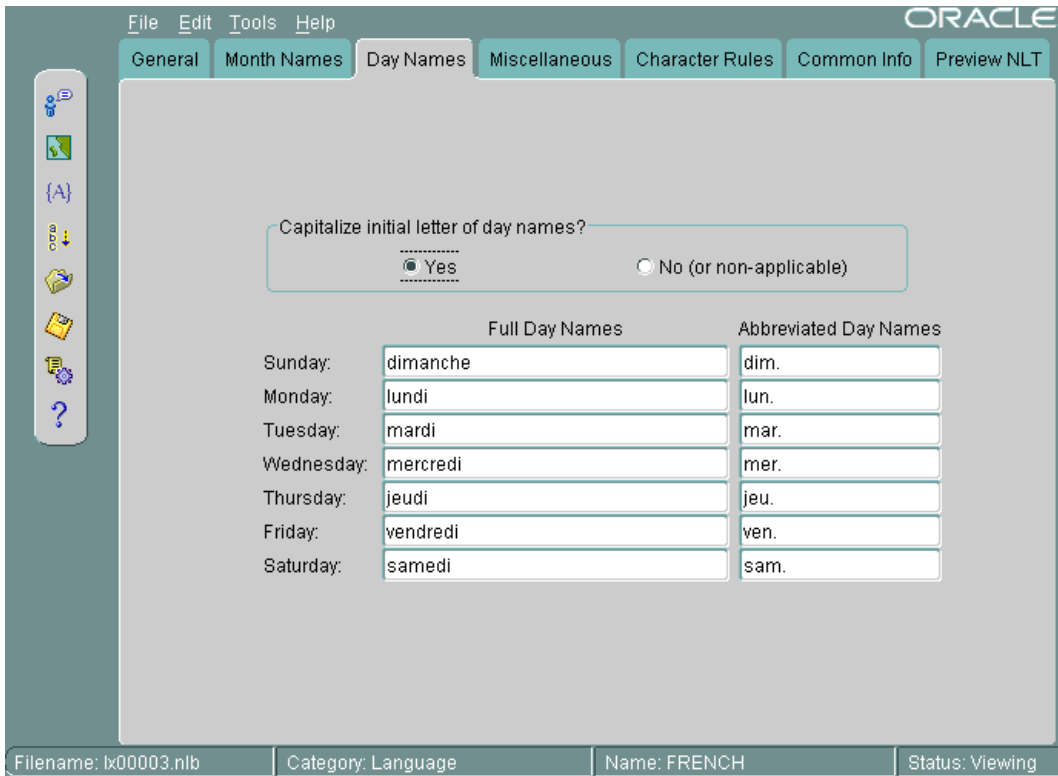 File Edit Tools Help
ORACLE
General Month Names Day Names Miscellaneous Character Rules Common Info Preview NLT
{A}
a
b
c
?
Capitalize initial letter of day names?
Yes No (or non-applicable)
Full Day Names Abbreviated Day Names
Sunday: dimanche dim.
Monday: lundi lun.
Tuesday: mardi mar.
Wednesday: mercredi mer.
Thursday: jeudi jeu.
Friday: vendredi ven.
Saturday: samedi sam.
Filename: lx00003.nlb Category: Language Name: FRENCH Status: Viewing